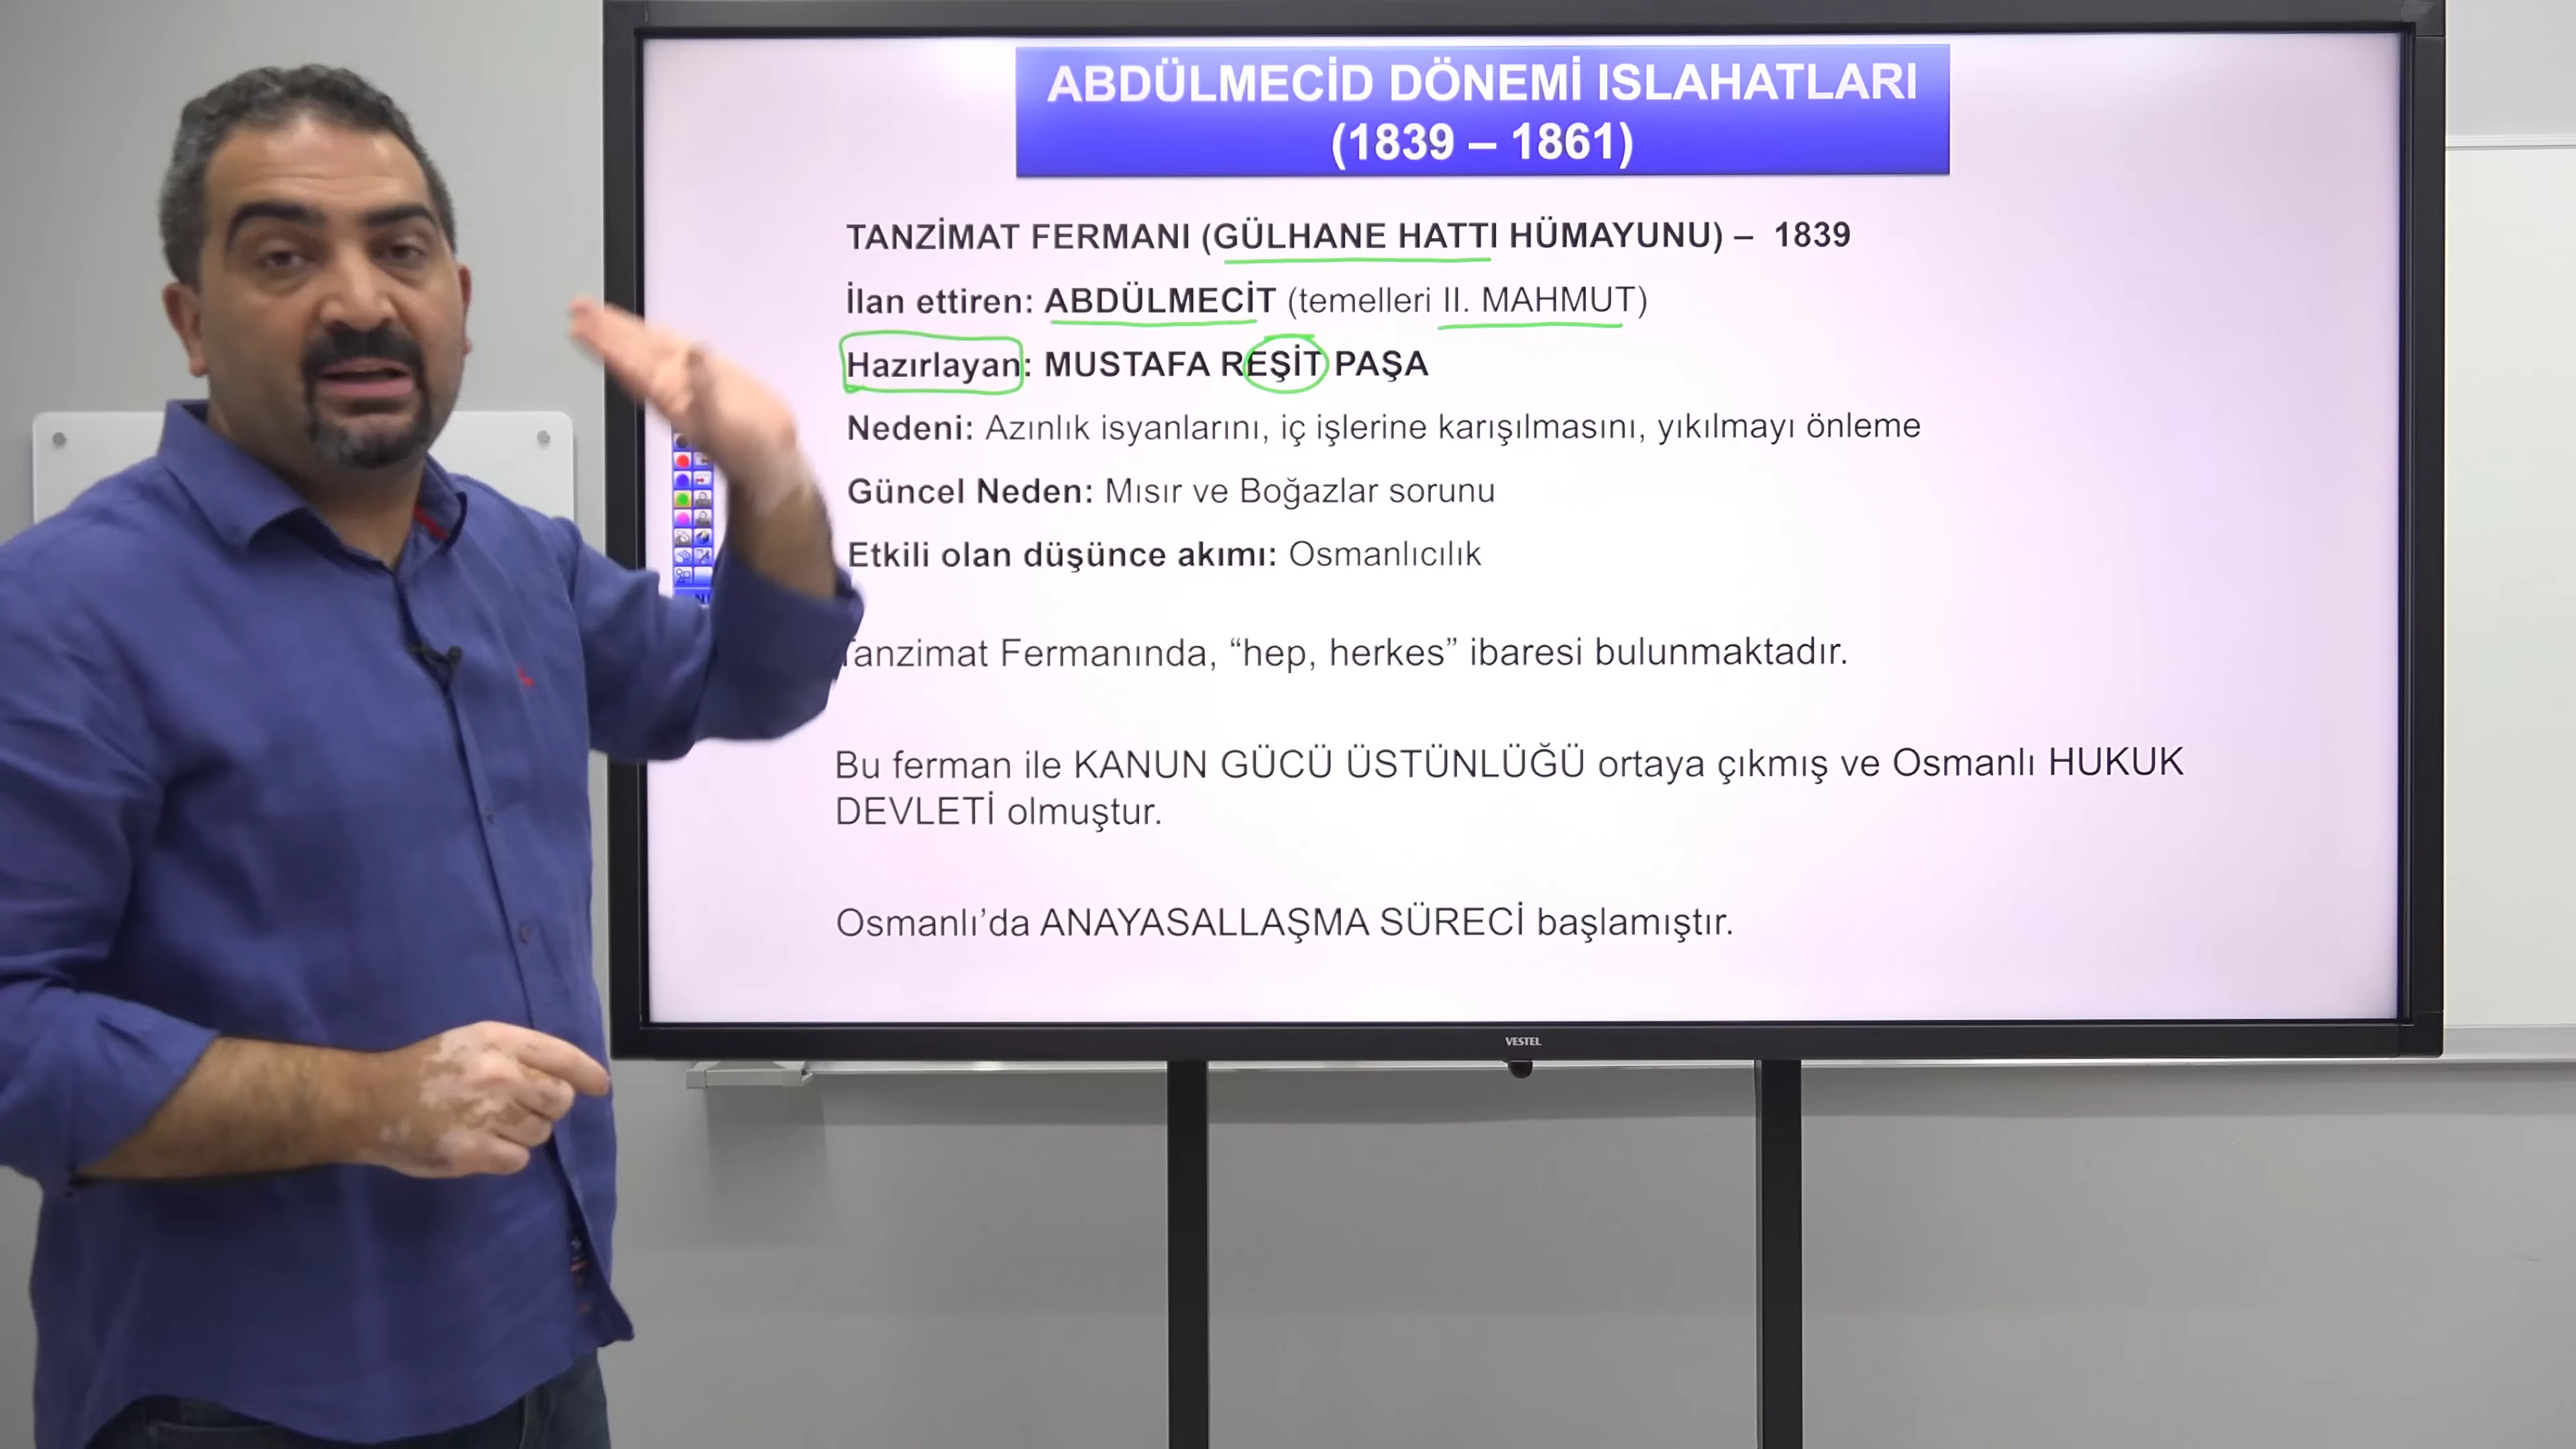 ABDÜLMECİD DÖNEMİ ISLAHATLARI
(1839 – 1861)
TANZİMAT FERMANI (GÜLHANE HATTI HÜMAYUNU) – 1839
İlan ettiren: ABDÜLMECİT (temelleri II. MAHMUT)
Hazırlayan: MUSTAFA REŞİT PAŞA
Nedeni: Azınlık isyanlarını, iç işlerine karışılmasını, yıkılmayı önleme
Güncel Neden: Mısır ve Boğazlar sorunu
Etkili olan düşünce akımı: Osmanlıcılık
Tanzimat Fermanında, “hep, herkes” ibaresi bulunmaktadır.
Bu ferman ile KANUN GÜCÜ ÜSTÜNLÜĞÜ ortaya çıkmış ve Osmanlı HUKUK
DEVLETİ olmuştur.
Osmanlı’da ANAYASALLAŞMA SÜRECİ başlamıştır.
VESTEL